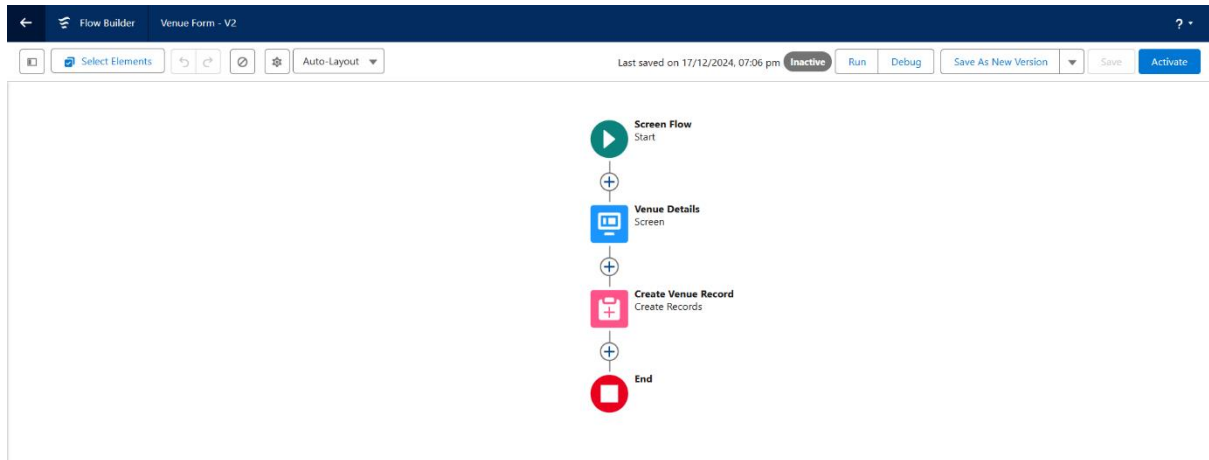 Flow Builder Venue Form - V2 ?
Select Elements Auto-Layout Last saved on 17/12/2024, 07:06 pm Inactive Run Debug Save As New Version Save Activate
Screen Flow
Start
Venue Details
Screen
Create Venue Record
Create Records
End